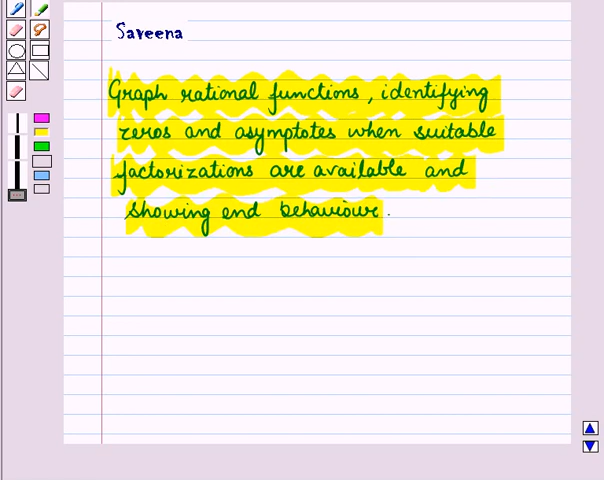 Saveena
Graph rational functions, identifying
zeros and asymptotes when suitable
factorizations are available and
showing end behaviour.